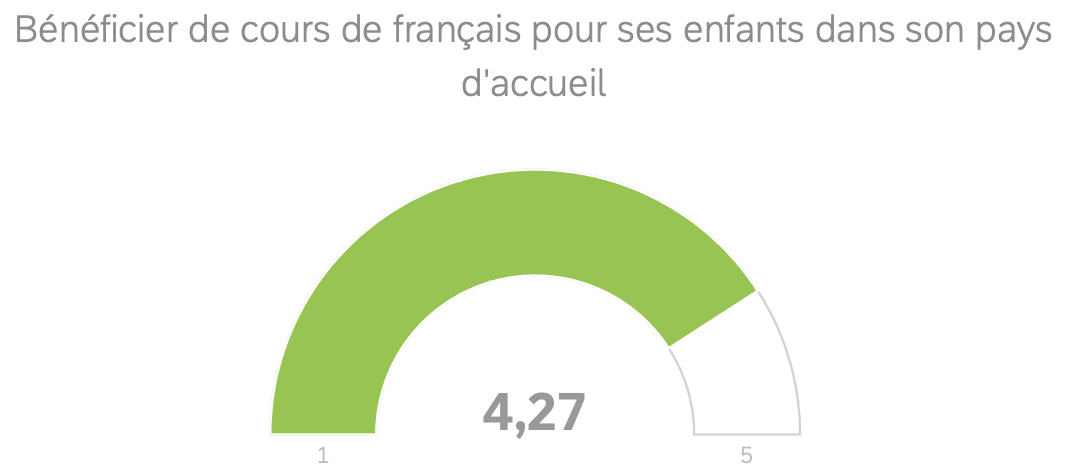 Bénéficier de cours de français pour ses enfants dans son pays
d'accueil
4,27
1
5